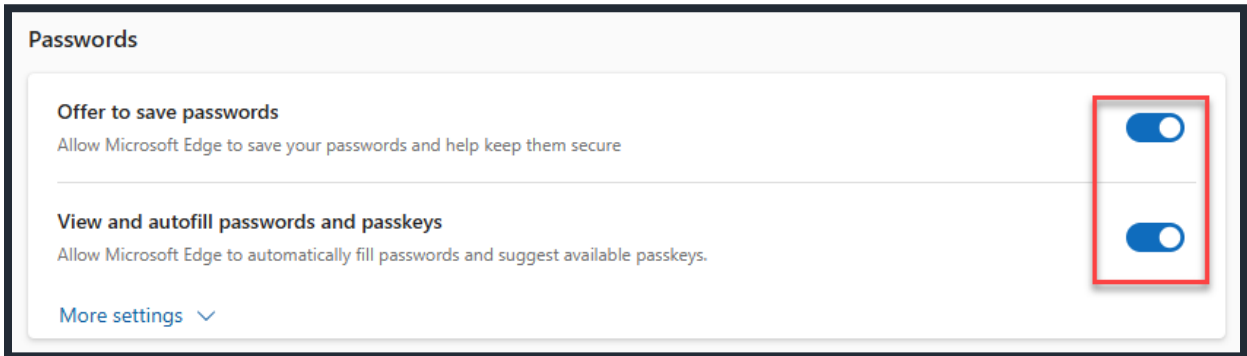 Passwords
Offer to save passwords
Allow Microsoft Edge to save your passwords and help keep them secure
View and autofill passwords and passkeys
Allow Microsoft Edge to automatically fill passwords and suggest available passkeys.
More settings